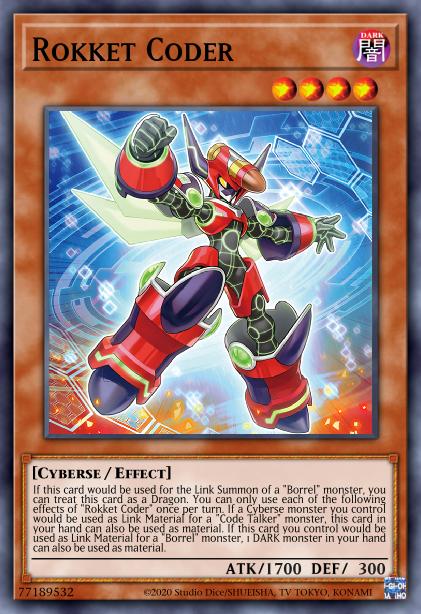 ROKKET CODER
DARK
闇
[CYBERSE / EFFECT]
If this card would be used for the Link Summon of a "Borrel" monster, you
can treat this card as a Dragon. You can only use each of the following
effects of "Rokket Coder" once per turn. If a Cyberse monster you control
would be used as Link Material for a "Code Talker" monster, this card in
your hand can also be used as material. If this card you control would be
used as Link Material for a "Borrel" monster, 1 DARK monster in your hand
can also be used as material.
ATK/1700 DEF/ 300
77189532
©2020 Studio Dice/SHUEISHA, TV TOKYO, KONAMI